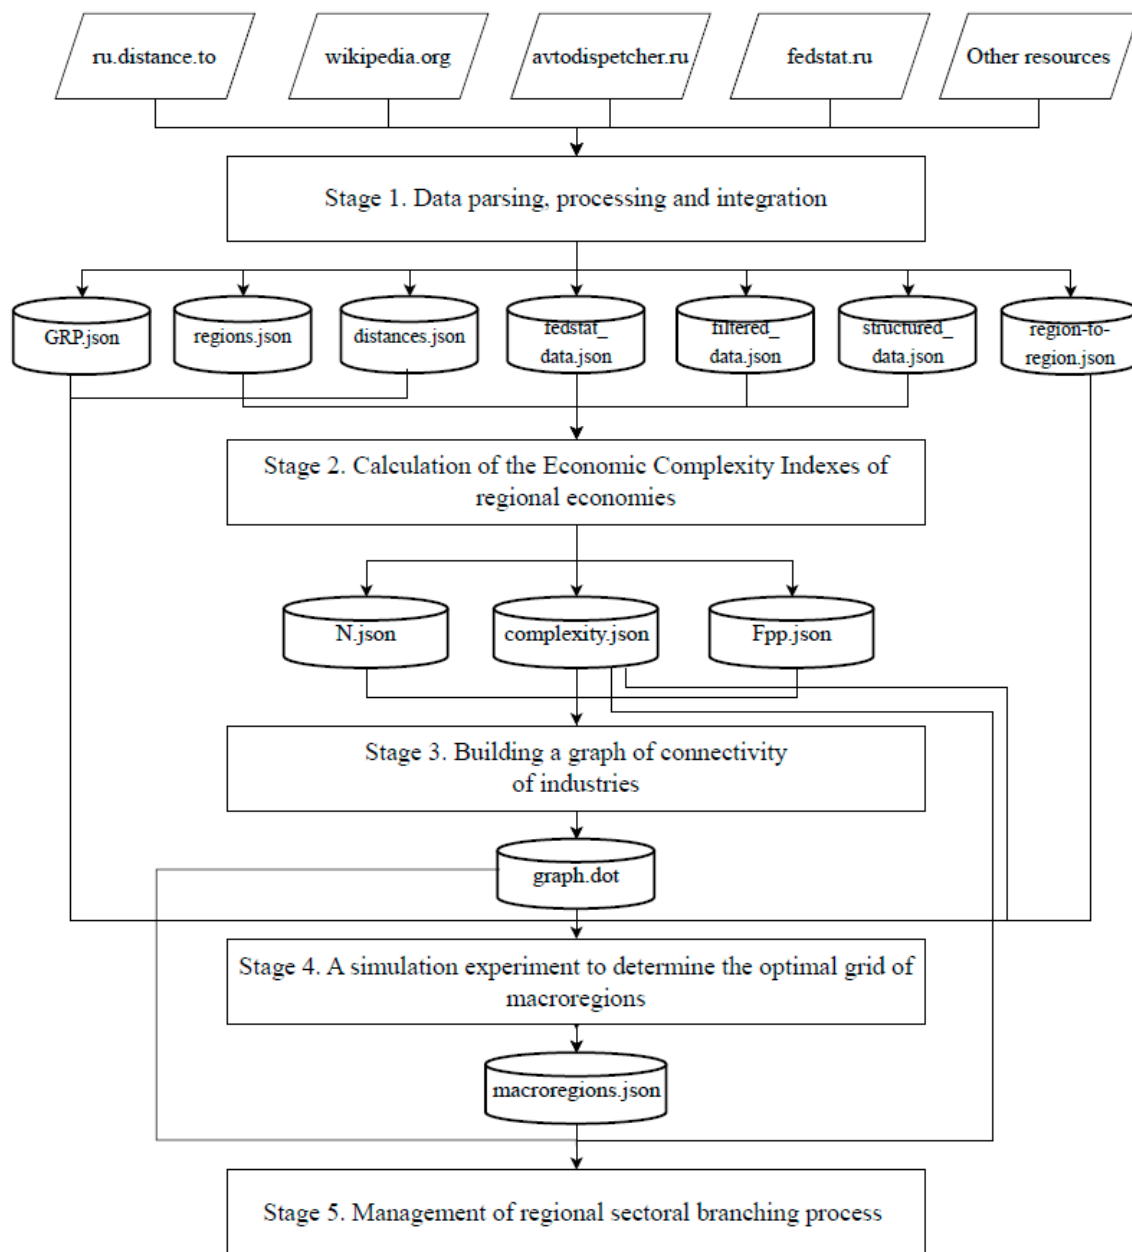 ru.distance.to
wikipedia.org
avtodispetcher.ru
fedstat.ru
Other resources
Stage 1. Data parsing, processing and integration
GRP.json
regions.json
distances.json
fedstat_
data.json
filtered_
data.json
structured_
data.json
region-to-
region.json
Stage 2. Calculation of the Economic Complexity Indexes of
regional economies
N.json
complexity.json
Fpp.json
Stage 3. Building a graph of connectivity
of industries
graph.dot
Stage 4. A simulation experiment to determine the optimal grid of
macroregions
macroregions.json
Stage 5. Management of regional sectoral branching process